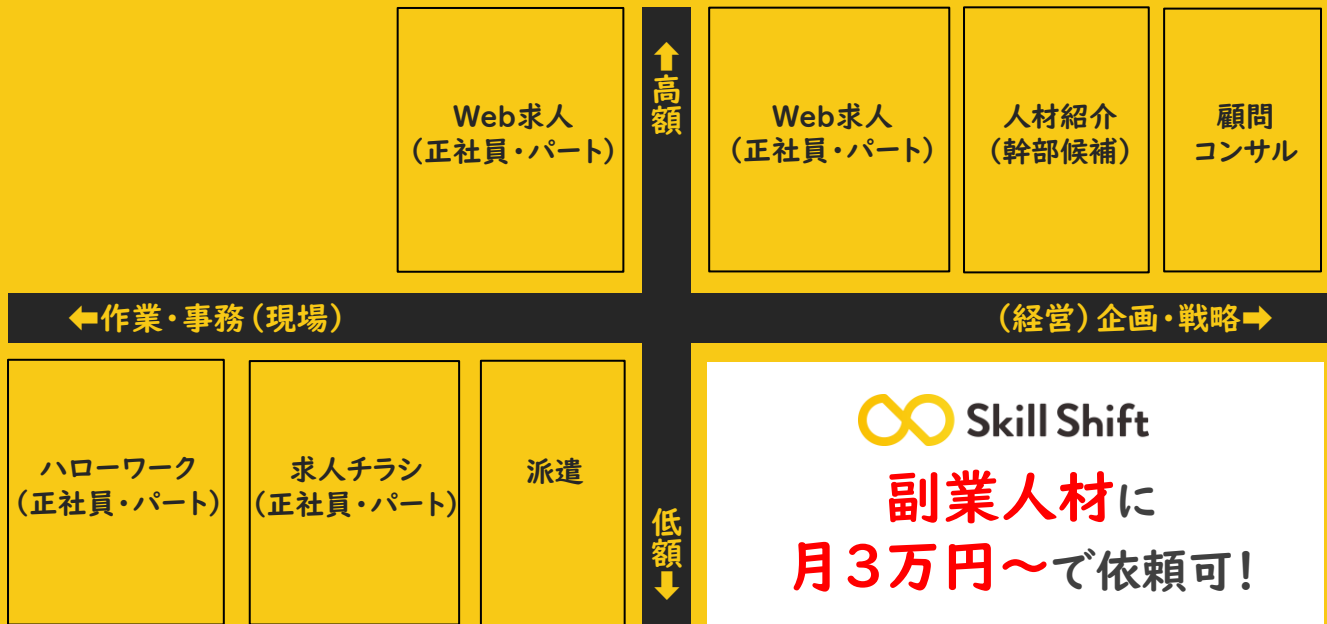 Web求人
(正社員・パート)
⬆高額
Web求人
(正社員・パート)
人材紹介
(幹部候補)
顧問
コンサル
⬅作業・事務(現場)
(経営)企画・戦略➡
ハローワーク
(正社員・パート)
求人チラシ
(正社員・パート)
派遣
低額⬇
Skill Shift
副業人材に
月3万円〜で依頼可!